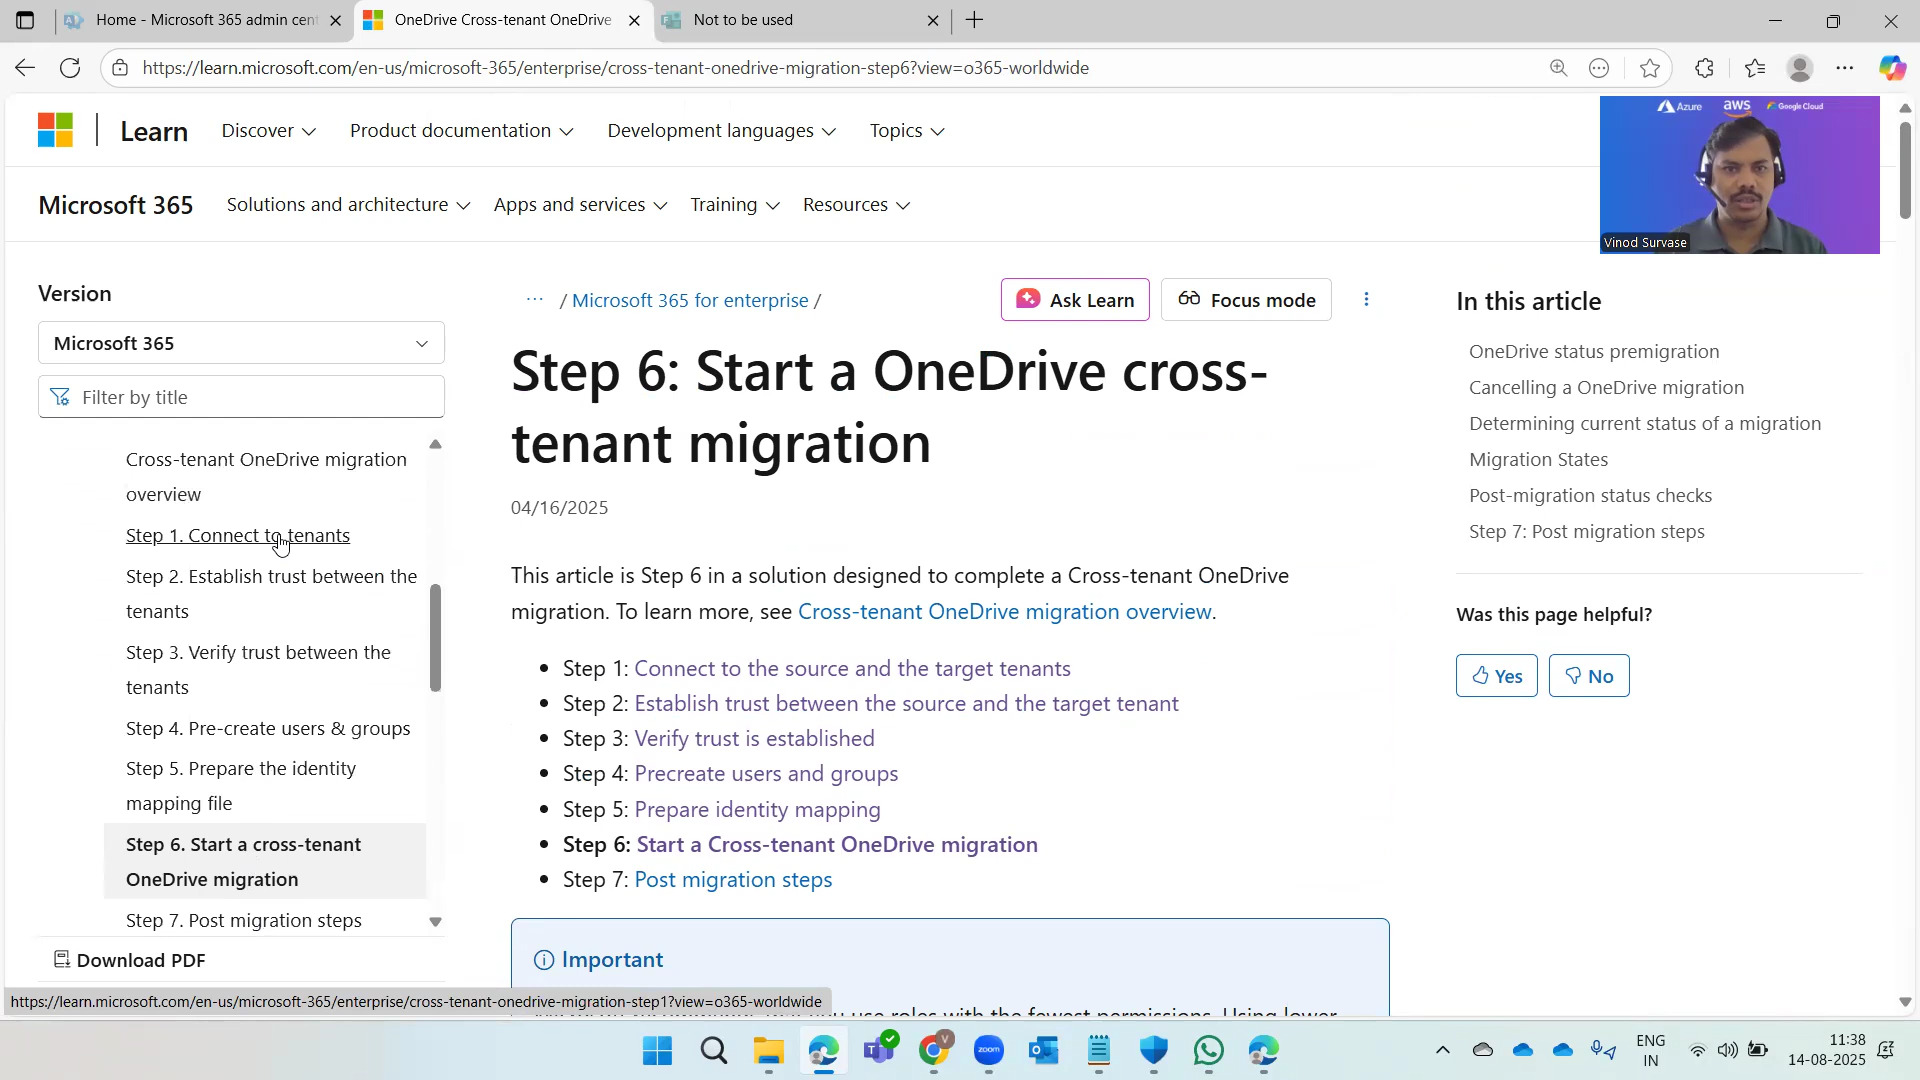 Home - Microsoft 365 admin cen
OneDrive Cross-tenant OneDrive
Not to be used
https://learn.microsoft.com/en-us/microsoft-365/enterprise/cross-tenant-onedrive-migration-step6?view=o365-worldwide
Learn
Discover
Product documentation
Development languages
Topics
Azure
aws
Google Cloud
Vinod Survase
Microsoft 365
Solutions and architecture
Apps and services
Training
Resources
Version
Microsoft 365
Filter by title
Cross-tenant OneDrive migration
overview
Step 1. Connect to tenants
Step 2. Establish trust between the
tenants
Step 3. Verify trust between the
tenants
Step 4. Pre-create users & groups
Step 5. Prepare the identity
mapping file
Step 6. Start a cross-tenant
OneDrive migration
Step 7. Post migration steps
Download PDF
··· / Microsoft 365 for enterprise /
Ask Learn
Focus mode
Step 6: Start a OneDrive cross-
tenant migration
04/16/2025
This article is Step 6 in a solution designed to complete a Cross-tenant OneDrive
migration. To learn more, see Cross-tenant OneDrive migration overview.
• Step 1: Connect to the source and the target tenants
• Step 2: Establish trust between the source and the target tenant
• Step 3: Verify trust is established
• Step 4: Precreate users and groups
• Step 5: Prepare identity mapping
• Step 6: Start a Cross-tenant OneDrive migration
• Step 7: Post migration steps
Important
use roles with the fewest permissions. Using lower
In this article
OneDrive status premigration
Cancelling a OneDrive migration
Determining current status of a migration
Migration States
Post-migration status checks
Step 7: Post migration steps
Was this page helpful?
Yes
No
https://learn.microsoft.com/en-us/microsoft-365/enterprise/cross-tenant-onedrive-migration-step1?view=o365-worldwide
V
zoom
ENG
IN
11:38
14-08-2025